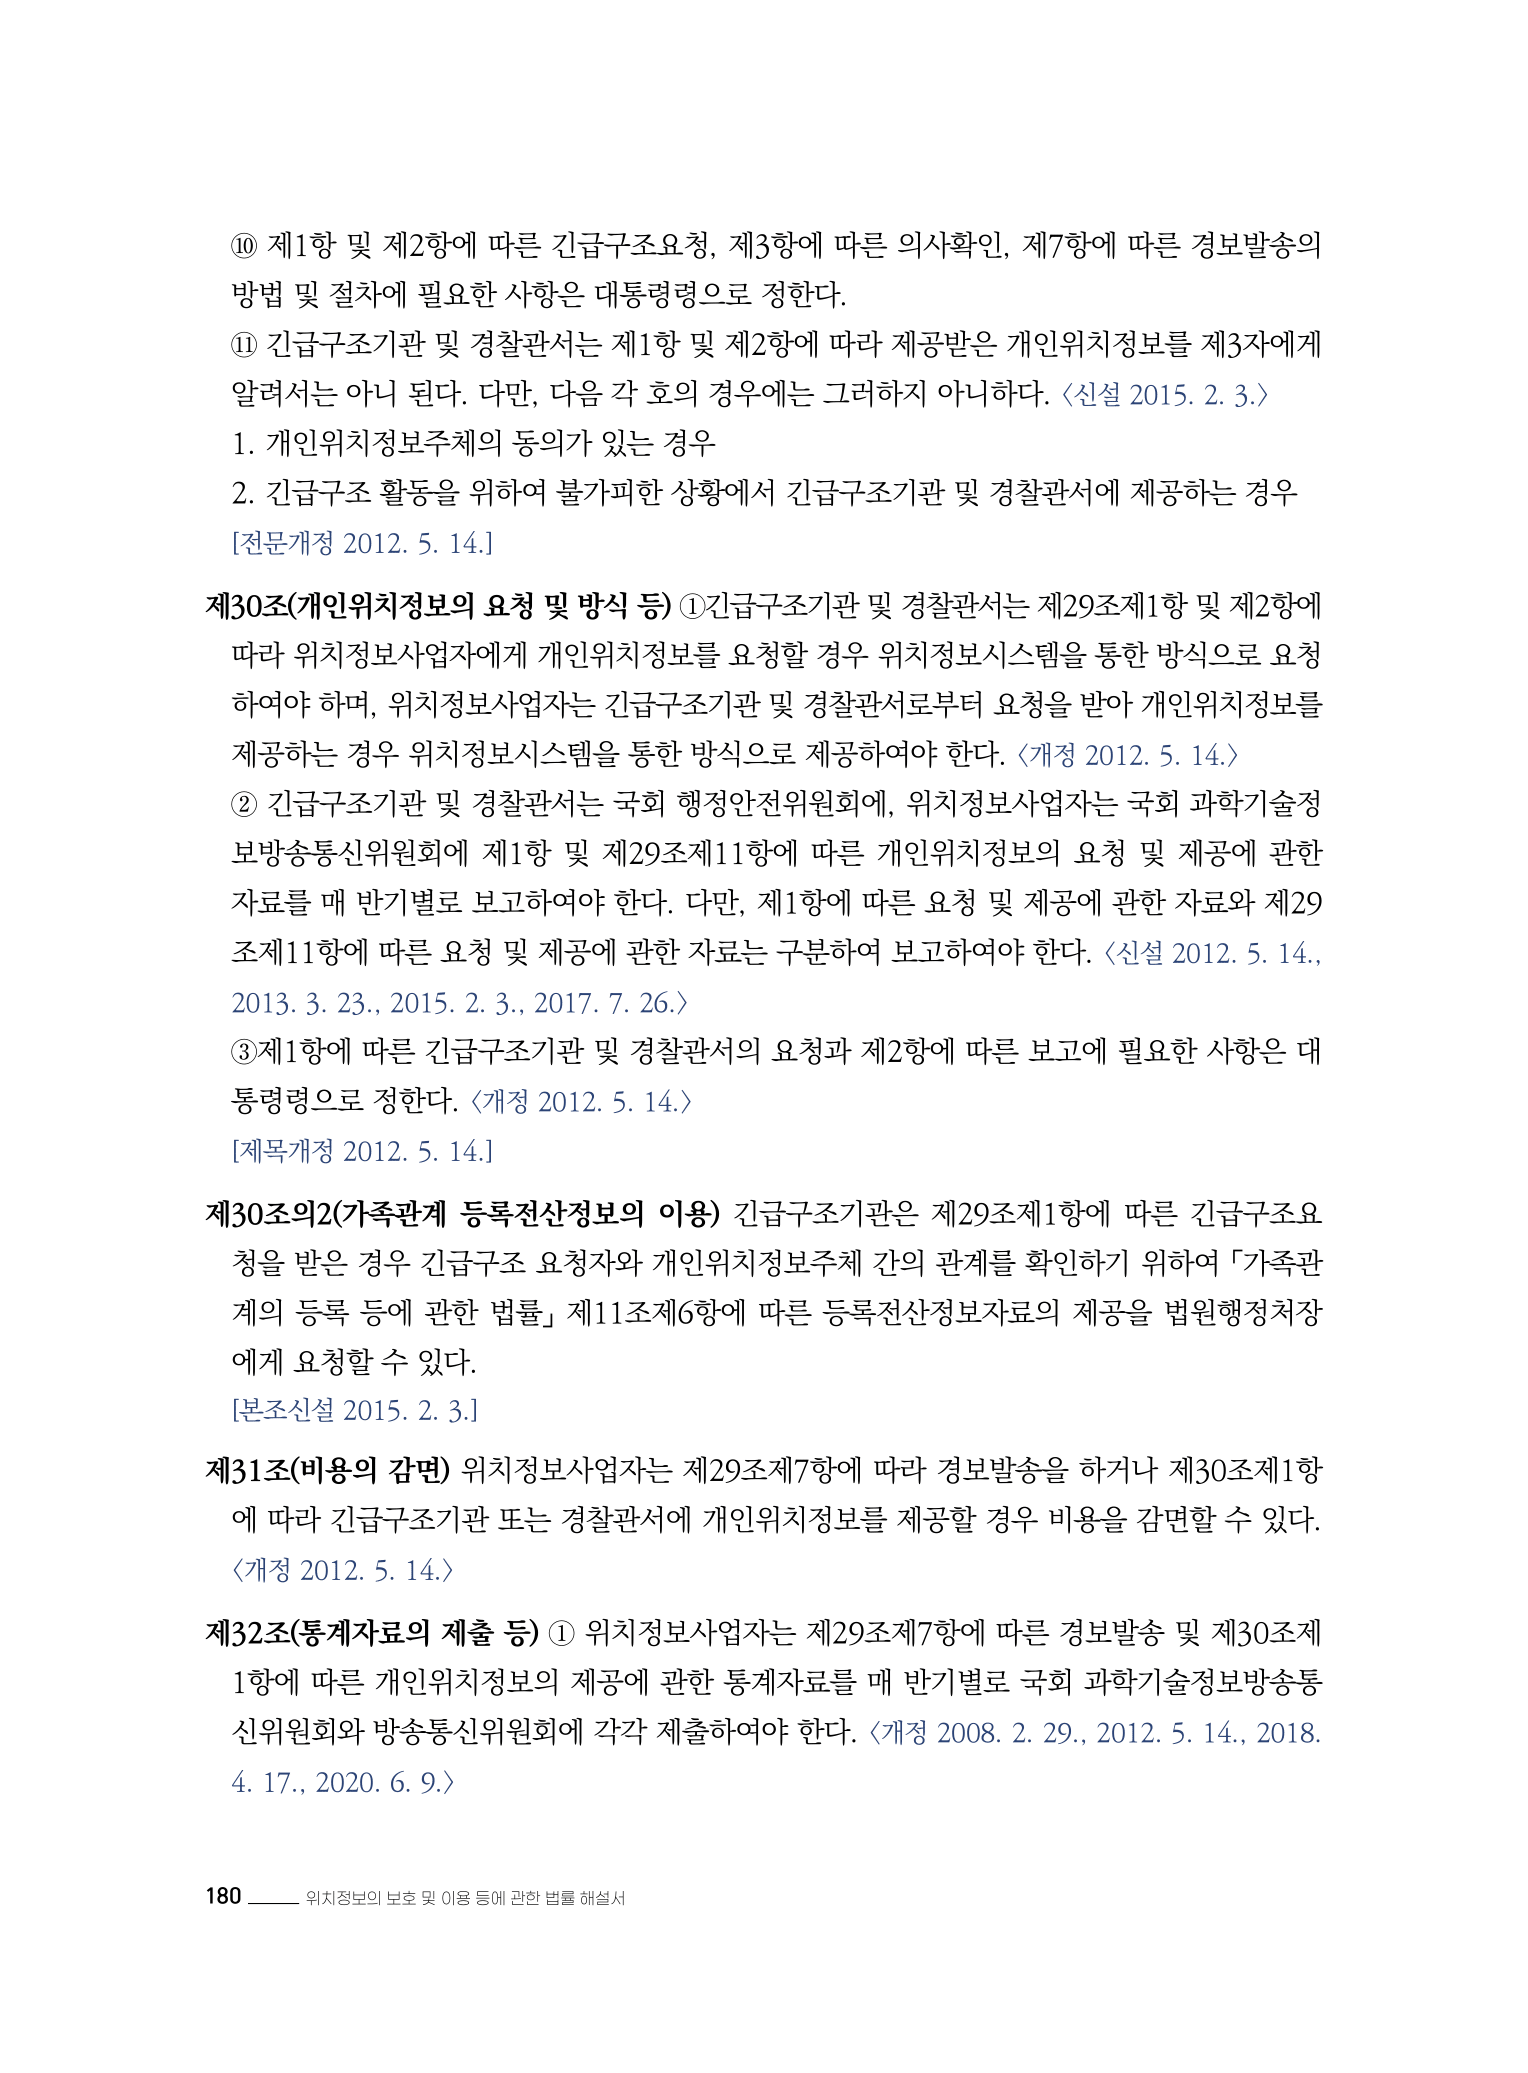 ⑩ 제1항 및 제2항에 따른 긴급구조요청, 제3항에 따른 의사확인, 제7항에 따른 경보발송의
방법 및 절차에 필요한 사항은 대통령령으로 정한다.
⑪ 긴급구조기관 및 경찰관서는 제1항 및 제2항에 따라 제공받은 개인위치정보를 제3자에게
알려서는 아니 된다. 다만, 다음 각 호의 경우에는 그러하지 아니하다. 〈신설 2015. 2. 3.〉
1. 개인위치정보주체의 동의가 있는 경우
2. 긴급구조 활동을 위하여 불가피한 상황에서 긴급구조기관 및 경찰관서에 제공하는 경우
[전문개정 2012. 5. 14.]
제30조(개인위치정보의 요청 및 방식 등) ①긴급구조기관 및 경찰관서는 제29조제1항 및 제2항에
따라 위치정보사업자에게 개인위치정보를 요청할 경우 위치정보시스템을 통한 방식으로 요청
하여야 하며, 위치정보사업자는 긴급구조기관 및 경찰관서로부터 요청을 받아 개인위치정보를
제공하는 경우 위치정보시스템을 통한 방식으로 제공하여야 한다. 〈개정 2012. 5. 14.〉
② 긴급구조기관 및 경찰관서는 국회 행정안전위원회에, 위치정보사업자는 국회 과학기술정
보방송통신위원회에 제1항 및 제29조제11항에 따른 개인위치정보의 요청 및 제공에 관한
자료를 매 반기별로 보고하여야 한다. 다만, 제1항에 따른 요청 및 제공에 관한 자료와 제29
조제11항에 따른 요청 및 제공에 관한 자료는 구분하여 보고하여야 한다. 〈신설 2012. 5. 14.,
2013. 3. 23., 2015. 2. 3., 2017. 7. 26.〉
③제1항에 따른 긴급구조기관 및 경찰관서의 요청과 제2항에 따른 보고에 필요한 사항은 대
통령령으로 정한다. 〈개정 2012. 5. 14.〉
[제목개정 2012. 5. 14.]
제30조의2(가족관계 등록전산정보의 이용) 긴급구조기관은 제29조제1항에 따른 긴급구조요
청을 받은 경우 긴급구조 요청자와 개인위치정보주체 간의 관계를 확인하기 위하여 「가족관
계의 등록 등에 관한 법률」 제11조제6항에 따른 등록전산정보자료의 제공을 법원행정처장
에게 요청할 수 있다.
[본조신설 2015. 2. 3.]
제31조(비용의 감면) 위치정보사업자는 제29조제7항에 따라 경보발송을 하거나 제30조제1항
에 따라 긴급구조기관 또는 경찰관서에 개인위치정보를 제공할 경우 비용을 감면할 수 있다.
〈개정 2012. 5. 14.〉
제32조(통계자료의 제출 등) ① 위치정보사업자는 제29조제7항에 따른 경보발송 및 제30조제
1항에 따른 개인위치정보의 제공에 관한 통계자료를 매 반기별로 국회 과학기술정보방송통
신위원회와 방송통신위원회에 각각 제출하여야 한다. 〈개정 2008. 2. 29., 2012. 5. 14., 2018.
4. 17., 2020. 6. 9.〉
180 위치정보의 보호 및 이용 등에 관한 법률 해설서